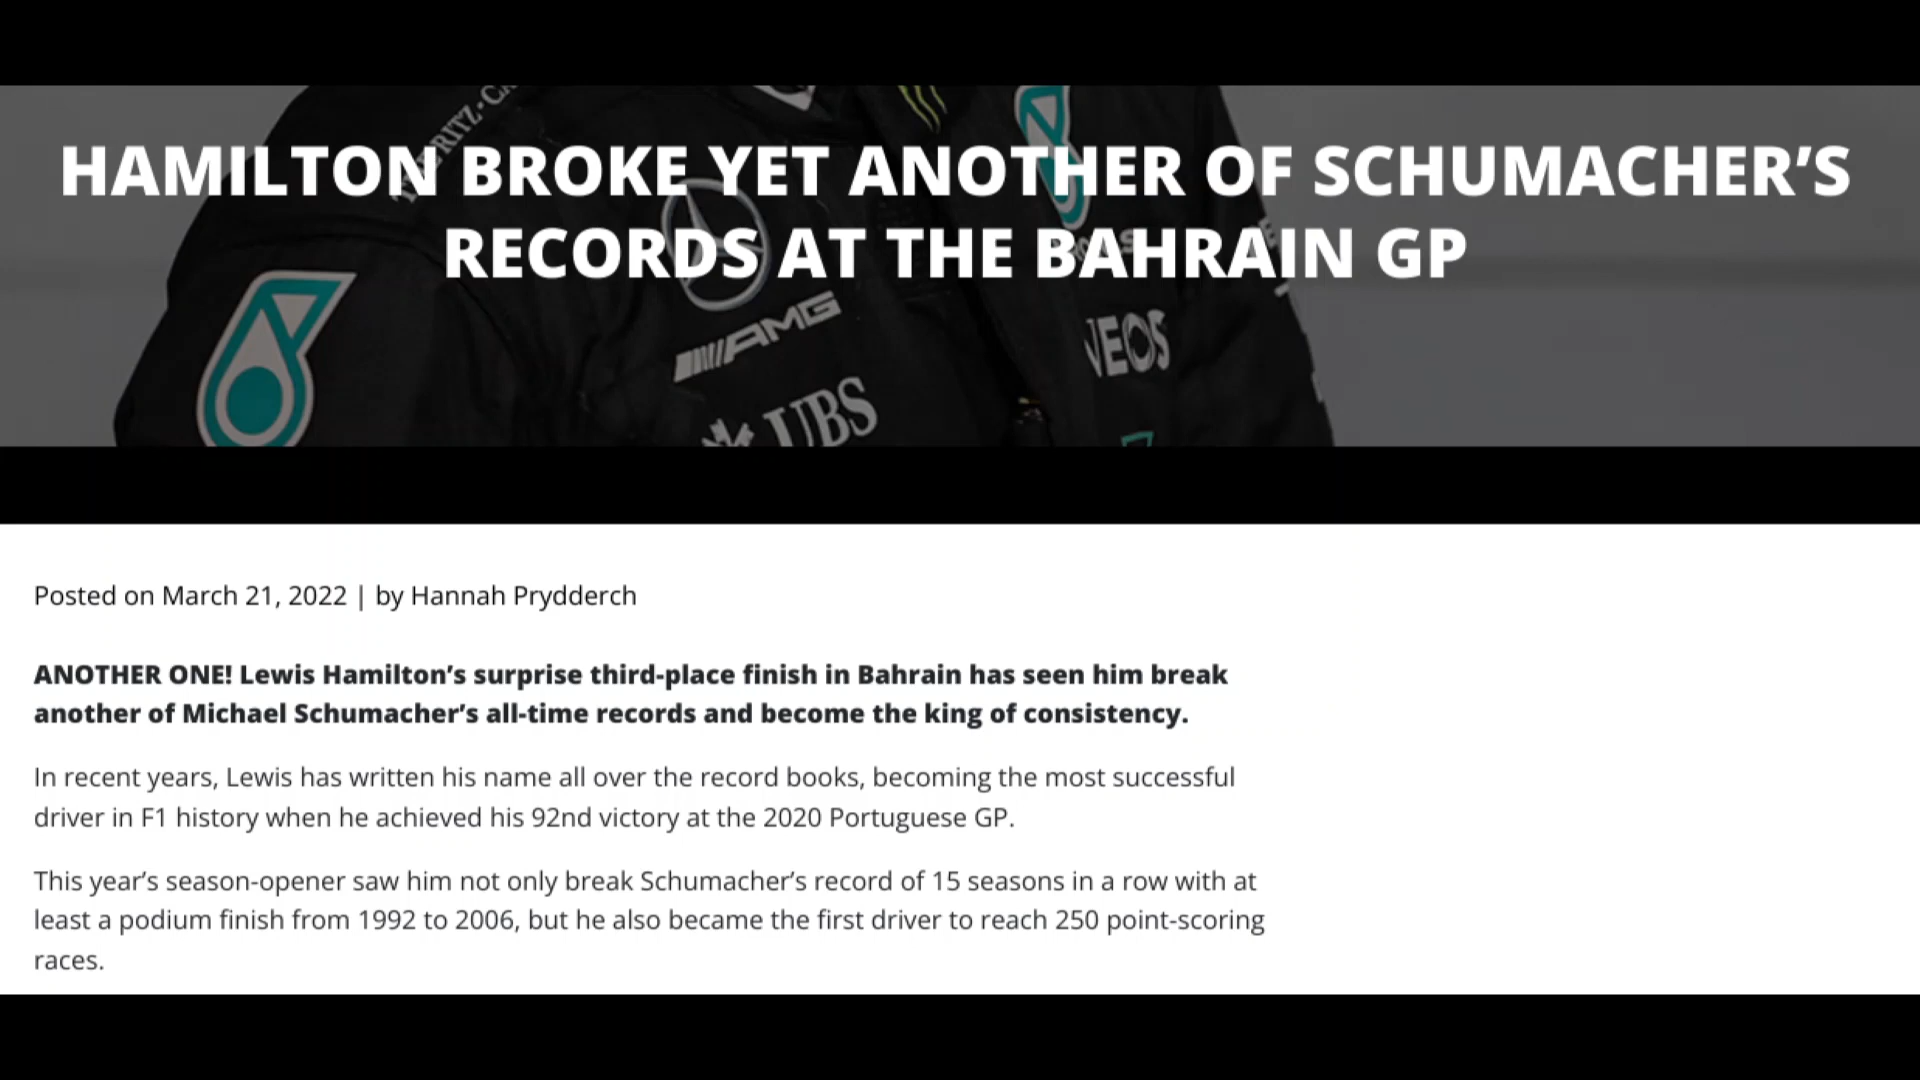 HAMILTON BROKE YET ANOTHER OF SCHUMACHER’S
RECORDS AT THE BAHRAIN GP
AMG
UBS
NEOS
Posted on March 21, 2022 | by Hannah Prydderch
ANOTHER ONE! Lewis Hamilton’s surprise third-place finish in Bahrain has seen him break
another of Michael Schumacher’s all-time records and become the king of consistency.
In recent years, Lewis has written his name all over the record books, becoming the most successful
driver in F1 history when he achieved his 92nd victory at the 2020 Portuguese GP.
This year’s season-opener saw him not only break Schumacher’s record of 15 seasons in a row with at
least a podium finish from 1992 to 2006, but he also became the first driver to reach 250 point-scoring
races.